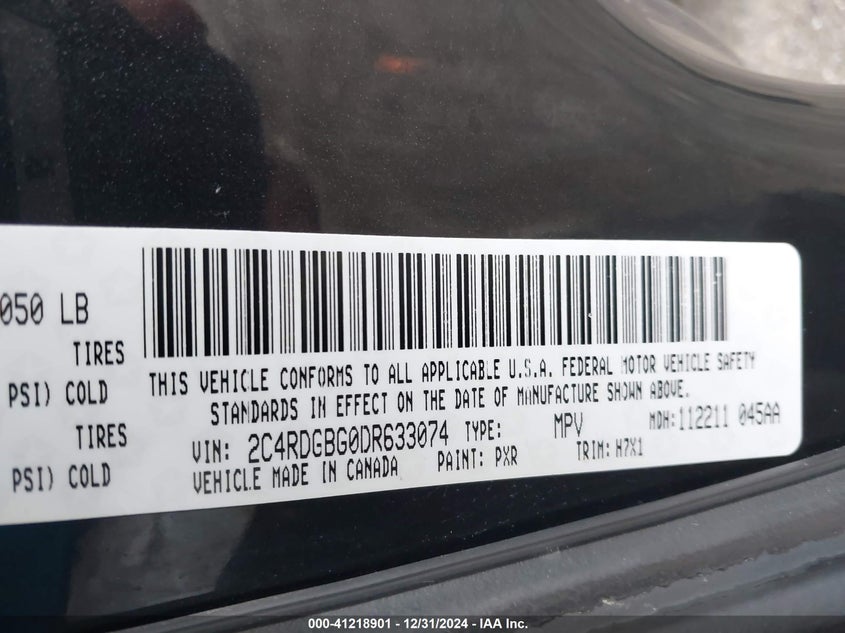 050 LB
TIRES
PSI) COLD
TIRES
PSI) COLD
THIS VEHICLE CONFORMS TO ALL APPLICABLE U.S.A. FEDERAL MOTOR VEHICLE SAFETY
STANDARDS IN EFFECT ON THE DATE OF MANUFACTURE SHOWN ABOVE.
VIN: 2C4RDGBG0DR633074 TYPE: MPV MDH:112211 045AA
VEHICLE MADE IN CANADA PAINT: PXR TRIM: H7X1
000-41218901 - 12/31/2024 - IAA Inc.